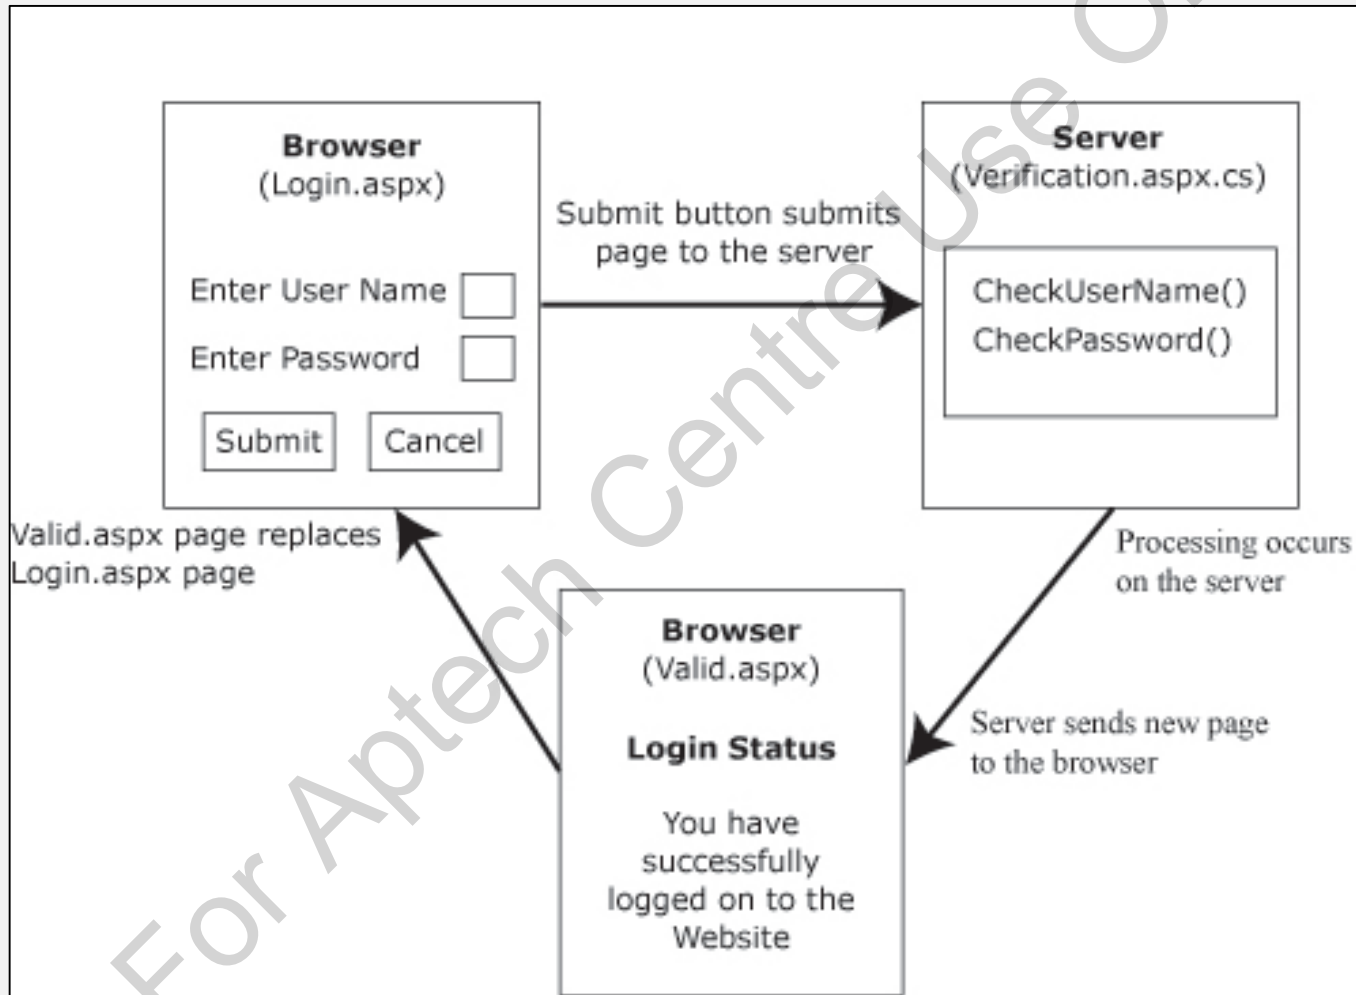 Browser
(Login.aspx)
Enter User Name
Enter Password
Submit
Cancel
Submit button submits
page to the server
Server
(Verification.aspx.cs)
CheckUserName()
CheckPassword()
Processing occurs
on the server
Server sends new page
to the browser
Browser
(Valid.aspx)
Login Status
You have
successfully
logged on to the
Website
Valid.aspx page replaces
Login.aspx page
For Aptech Centre Use